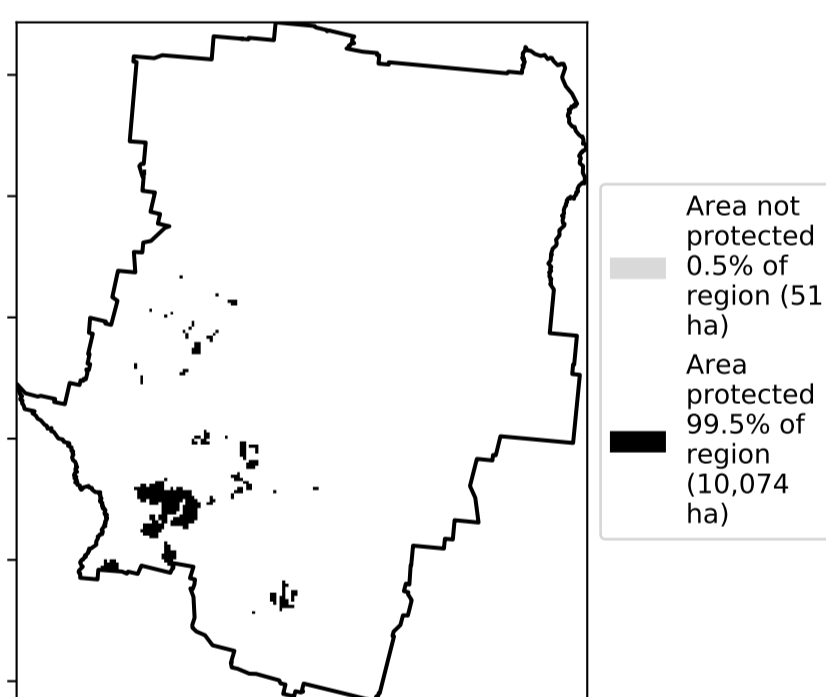 Area not
protected
0.5% of
region (51
ha)
Area
protected
99.5% of
region
(10,074
ha)